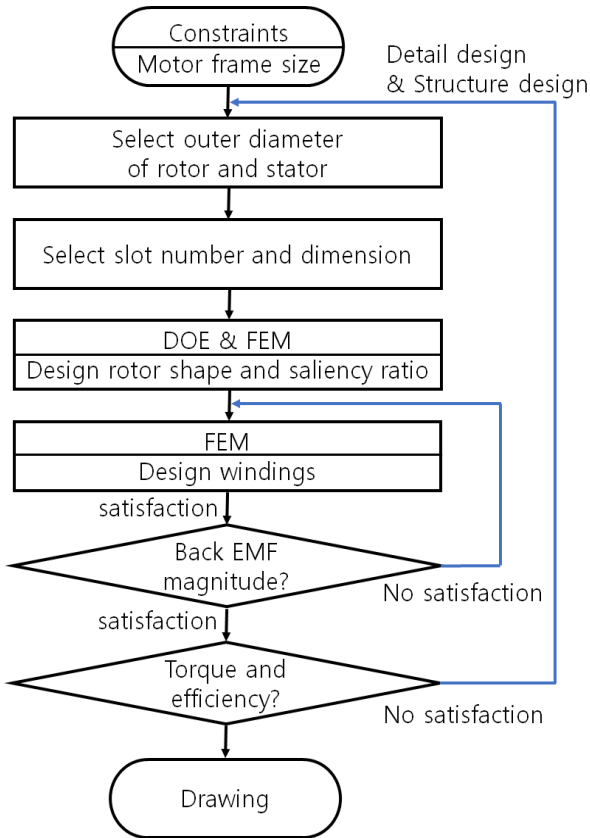 Constraints
Motor frame size
Detail design
& Structure design
Select outer diameter
of rotor and stator
Select slot number and dimension
DOE & FEM
Design rotor shape and saliency ratio
FEM
Design windings
satisfaction
Back EMF
magnitude?
No satisfaction
satisfaction
Torque and
efficiency?
No satisfaction
Drawing